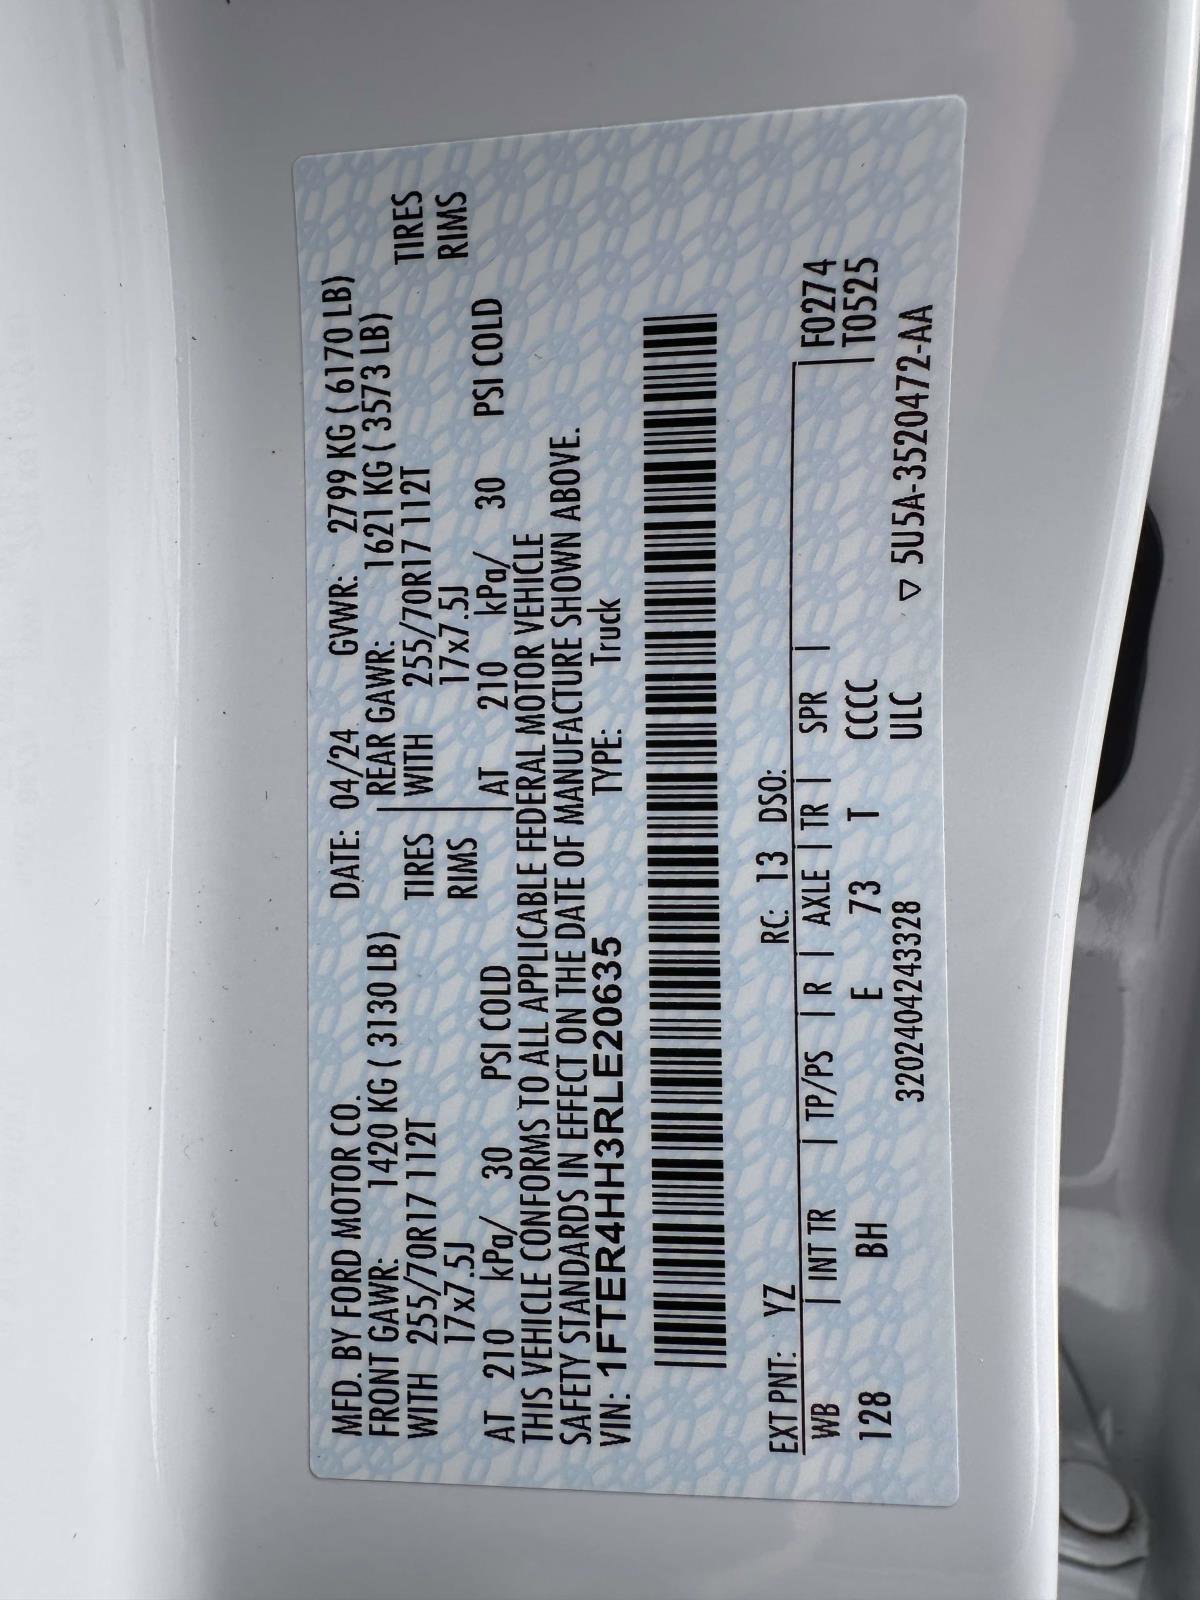 MFD. BY FORD MOTOR CO. DATE: 04/24 GVWR: 2799 KG ( 6170 LB)
FRONT GAWR: 1420 KG ( 3130 LB) REAR GAWR: 1621 KG ( 3573 LB)
WITH 255/70R17 112T TIRES WITH 255/70R17 112T TIRES
17x7.5J RIMS 17x7.5J RIMS
AT 210 kPa/ 30 PSI COLD AT 210 kPa/ 30 PSI COLD
THIS VEHICLE CONFORMS TO ALL APPLICABLE FEDERAL MOTOR VEHICLE
SAFETY STANDARDS IN EFFECT ON THE DATE OF MANUFACTURE SHOWN ABOVE.
VIN: 1FTER4HH3RLE20635 TYPE: Truck
EXT PNT: YZ RC: 13 DSO:
WB | INT TR | TP/PS | R | AXLE | TR | SPR | F0274
128 BH E 73 T CCCC T0525
320240424 3328 ULC ▽ 5U5A-3520472-AA